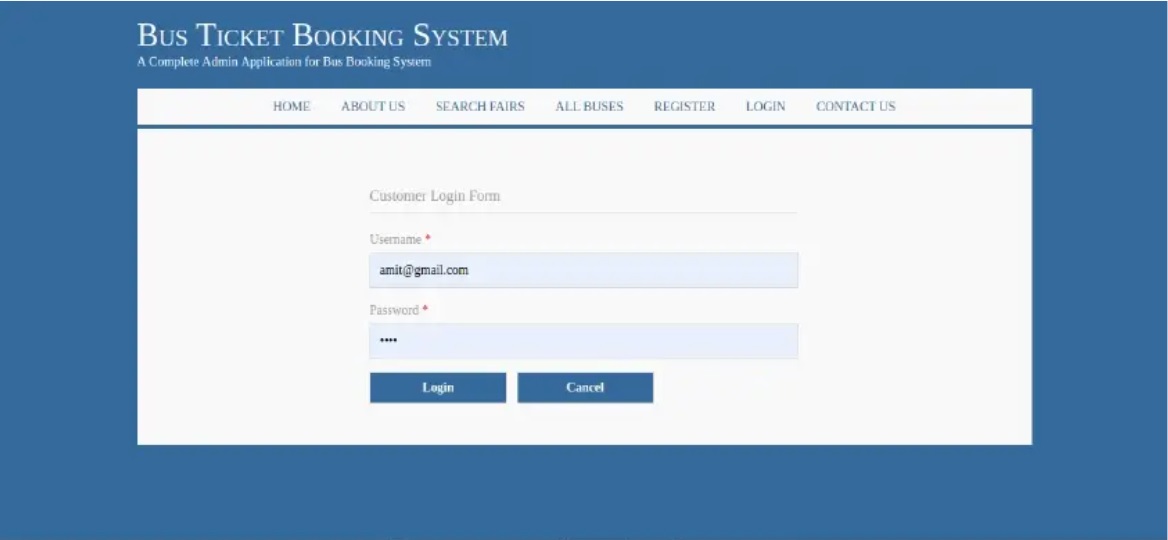 BUS TICKET BOOKING SYSTEM
A Complete Admin Application for Bus Booking System
HOME ABOUT US SEARCH FAIRS ALL BUSES REGISTER LOGIN CONTACT US
Customer Login Form
Username *
amit@gmail.com
Password *
••••
Login Cancel